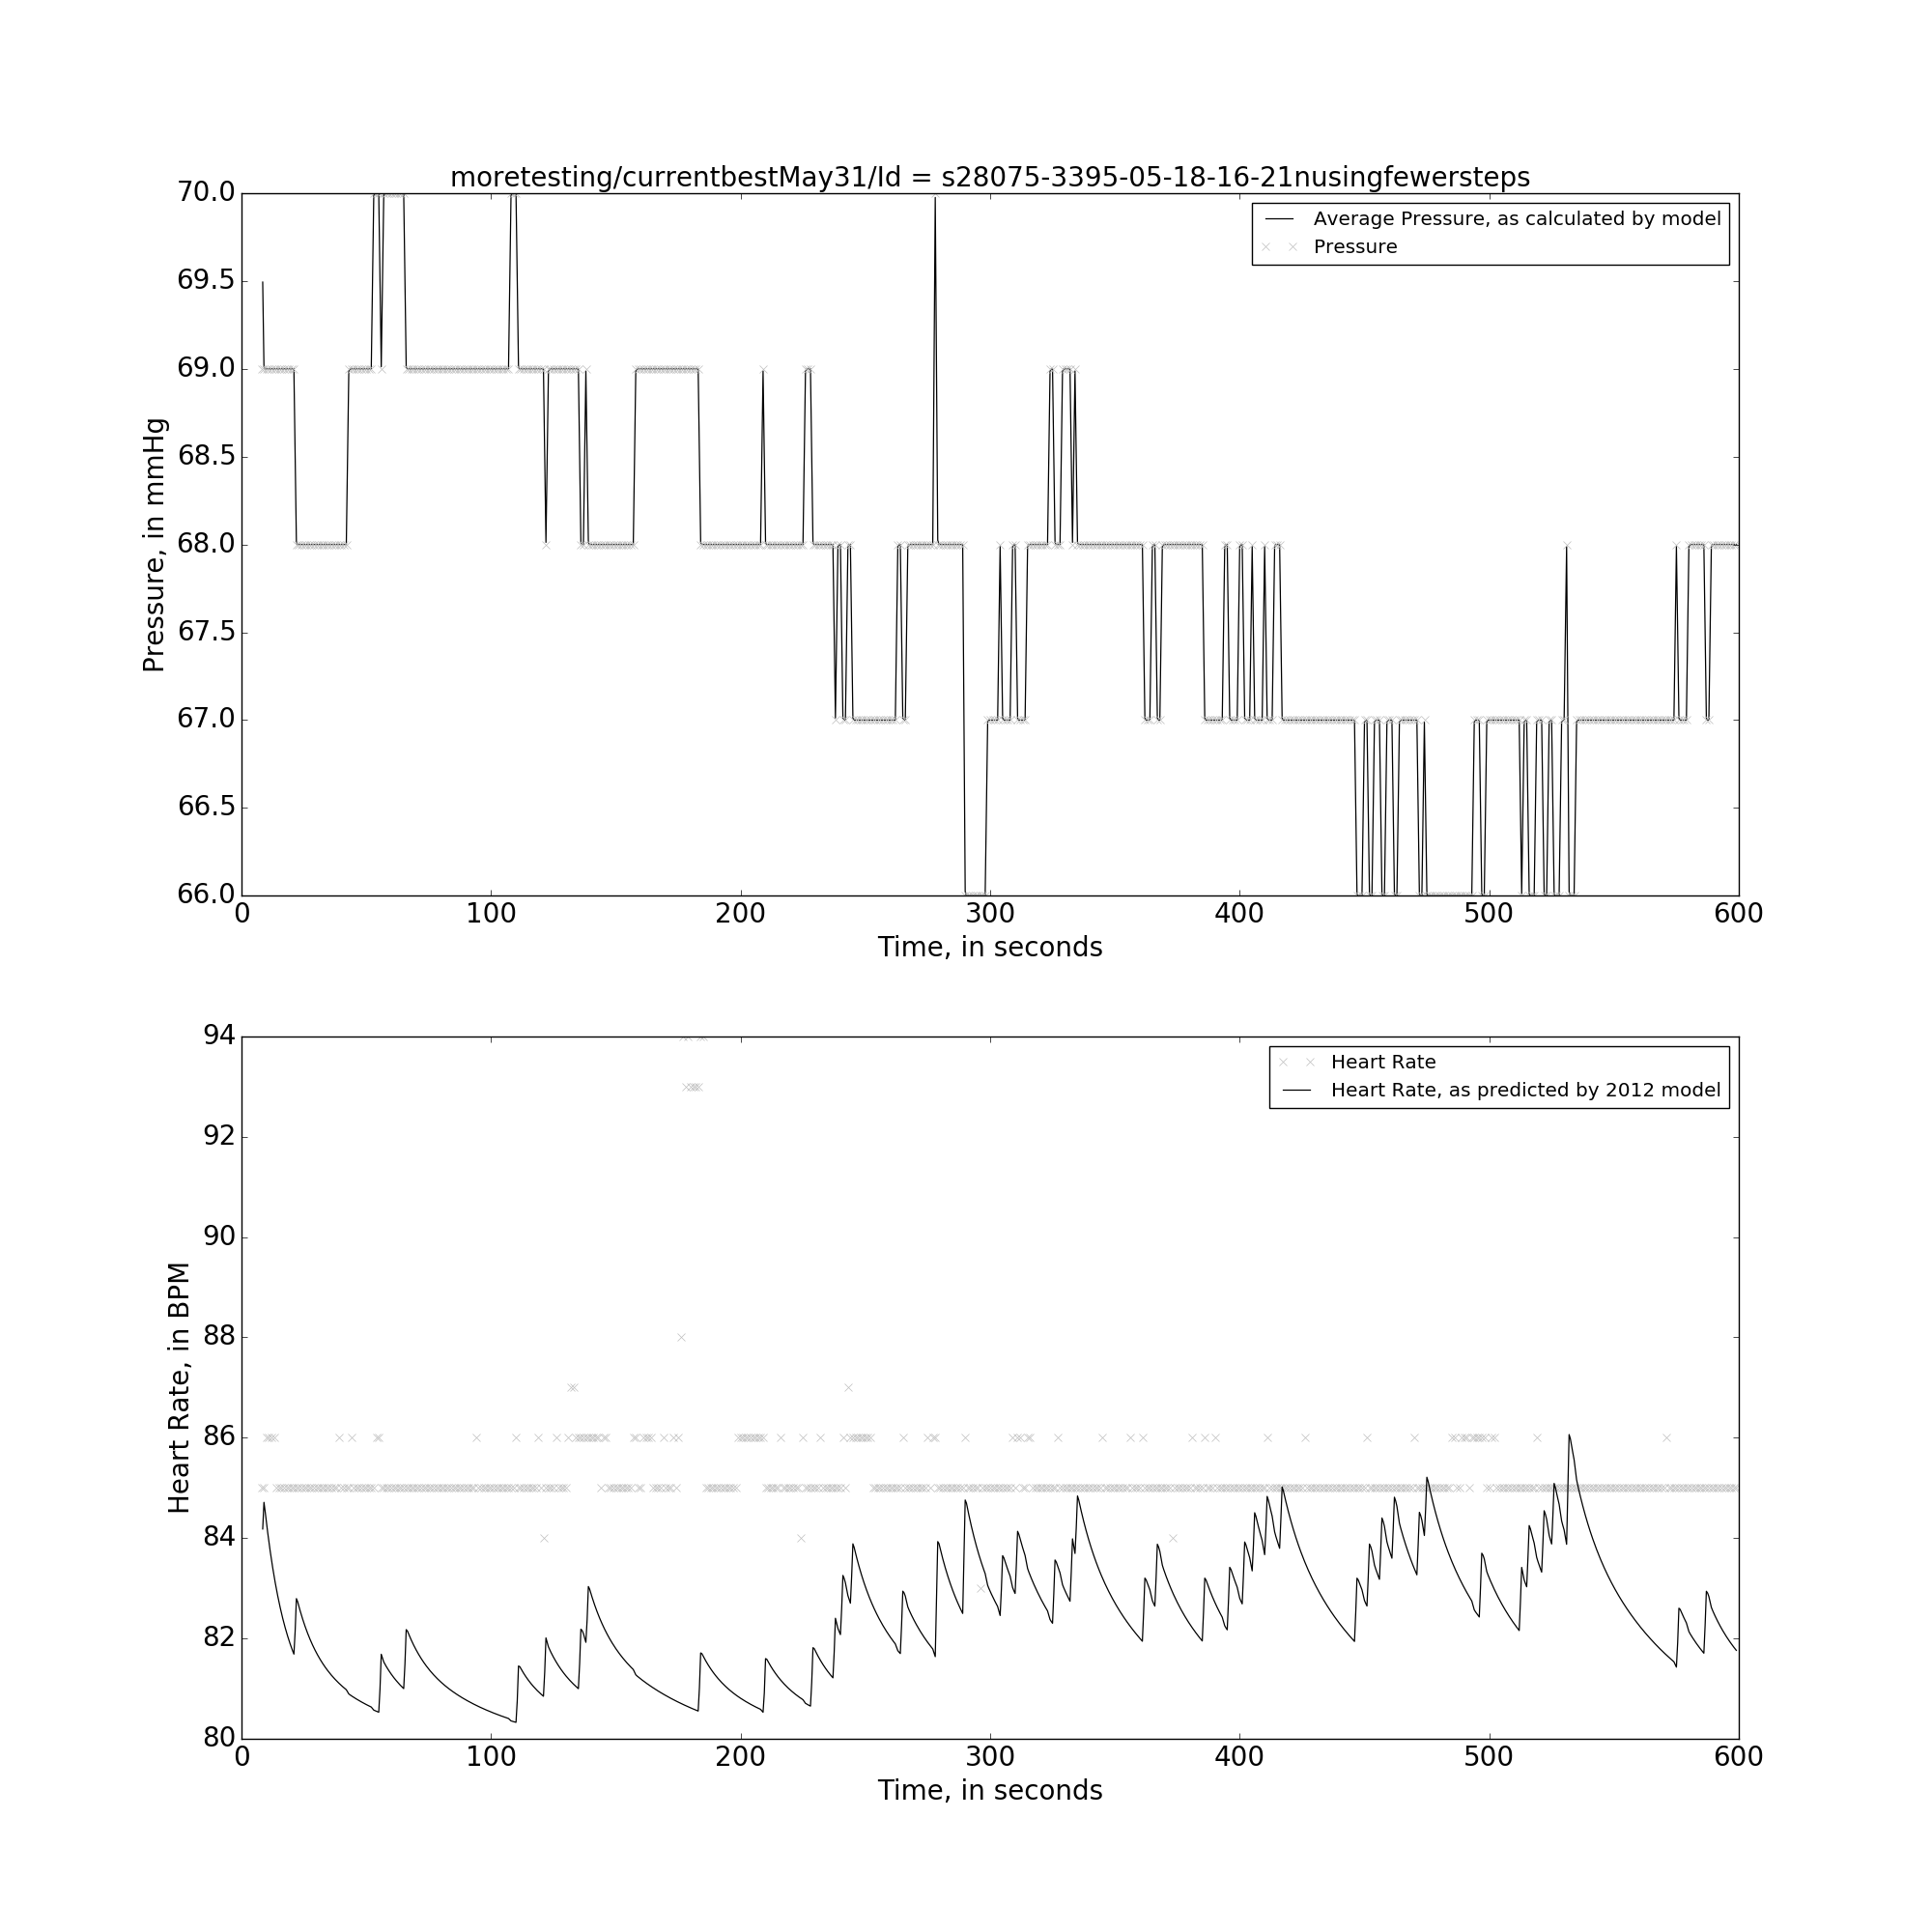 moretesting/currentbestMay31/Id = s28075-3395-05-18-16-21nusingfewersteps
70.0
69.5
69.0
68.5
68.0
67.5
67.0
66.5
66.0
Pressure, in mmHg
Average Pressure, as calculated by model
Pressure
0 100 200 300 400 500 600
Time, in seconds
94
92
90
88
86
84
82
80
Heart Rate, in BPM
Heart Rate
Heart Rate, as predicted by 2012 model
0 100 200 300 400 500 600
Time, in seconds